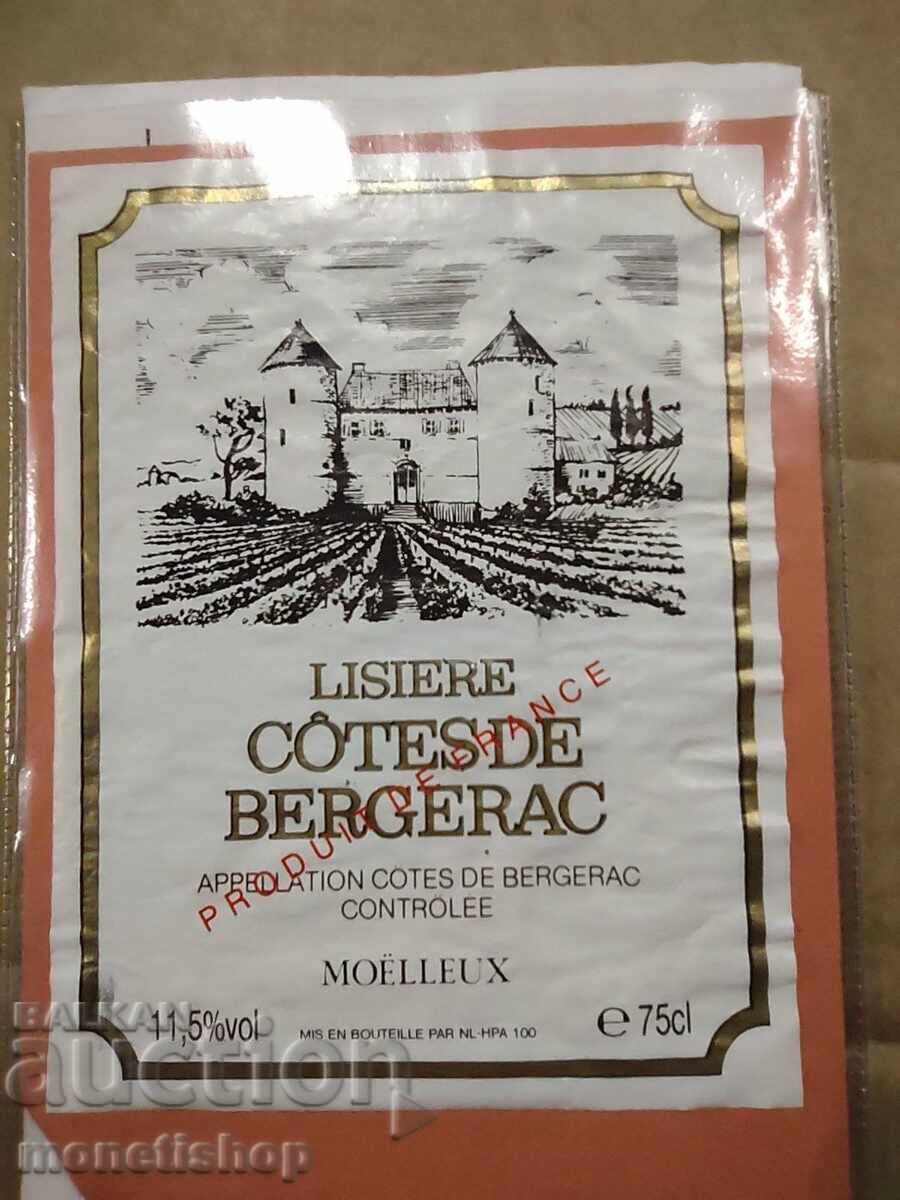 LISIERE
CÔTES DE
BERGERAC
PRODUIT DE FRANCE
APPELLATION CÔTES DE BERGERAC
CONTRÔLÉE
MOËLLEUX
11,5%vol
MIS EN BOUTEILLE PAR NL-HPA 100
e 75cl
BALKAN
auction
monetishop